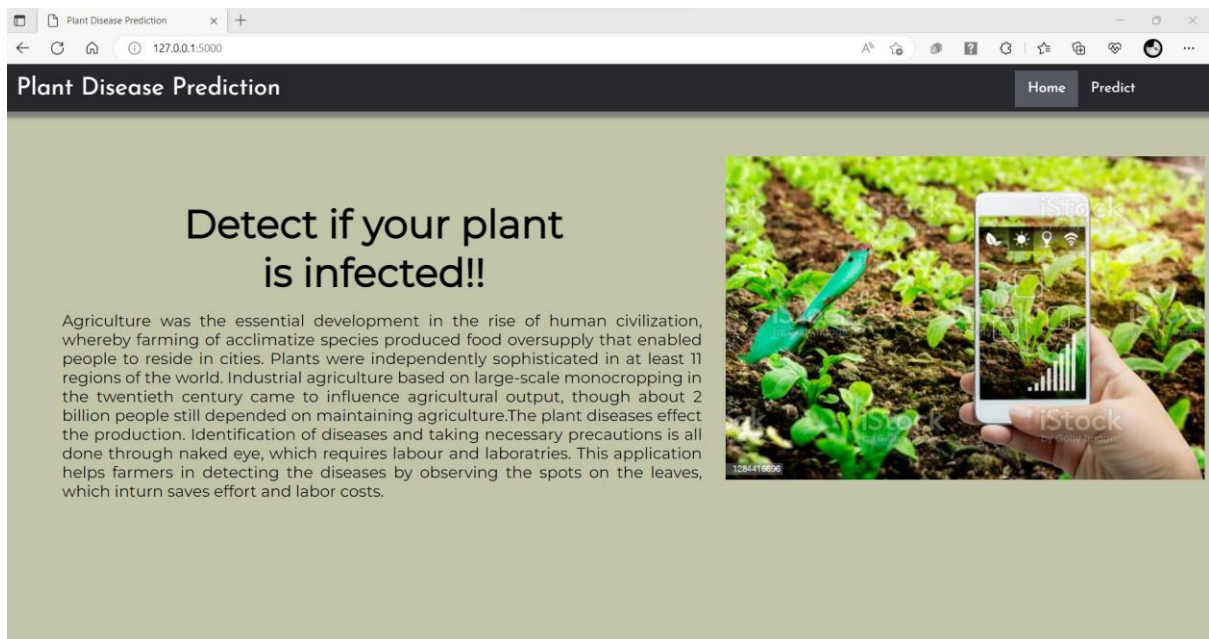 Plant Disease Prediction
127.0.0.1:5000
Plant Disease Prediction
Home
Predict
Detect if your plant
is infected!!
Agriculture was the essential development in the rise of human civilization,
whereby farming of acclimatize species produced food oversupply that enabled
people to reside in cities. Plants were independently sophisticated in at least 11
regions of the world. Industrial agriculture based on large-scale monocropping in
the twentieth century came to influence agricultural output, though about 2
billion people still depended on maintaining agriculture.The plant diseases effect
the production. Identification of diseases and taking necessary precautions is all
done through naked eye, which requires labour and laboratries. This application
helps farmers in detecting the diseases by observing the spots on the leaves,
which inturn saves effort and labor costs.
iStock
iStock
iStock
iStock
by Getty Images
1284416696